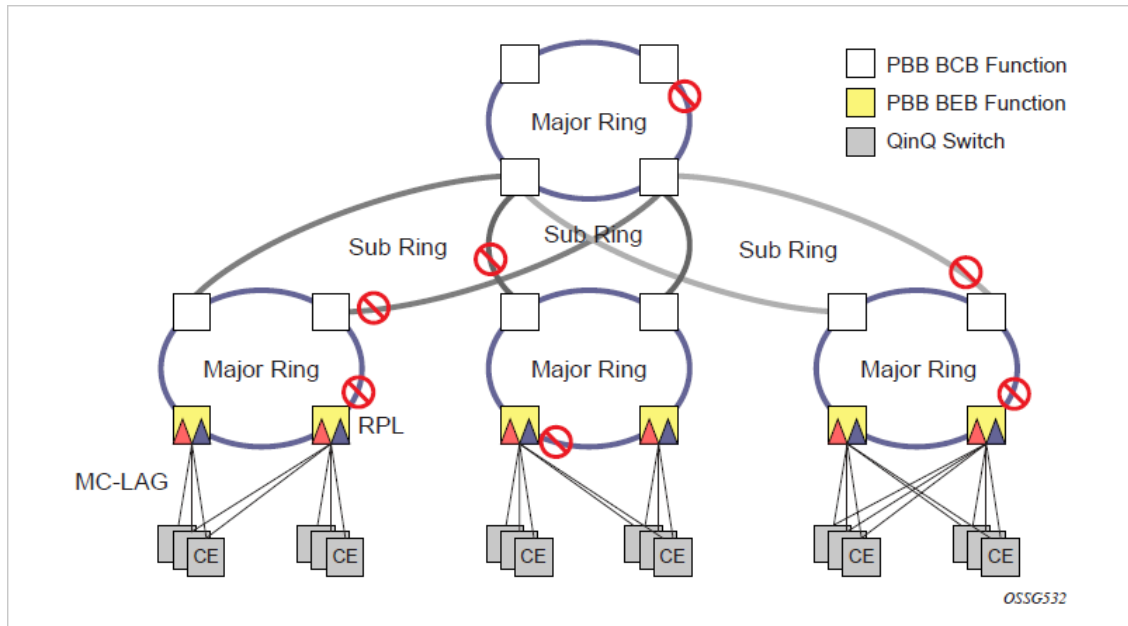 PBB BCB Function
PBB BEB Function
QinQ Switch
Major Ring
Sub Ring
Sub Ring
Sub Ring
Major Ring
Major Ring
Major Ring
RPL
MC-LAG
CE
CE
CE
CE
CE
CE
OSSG532